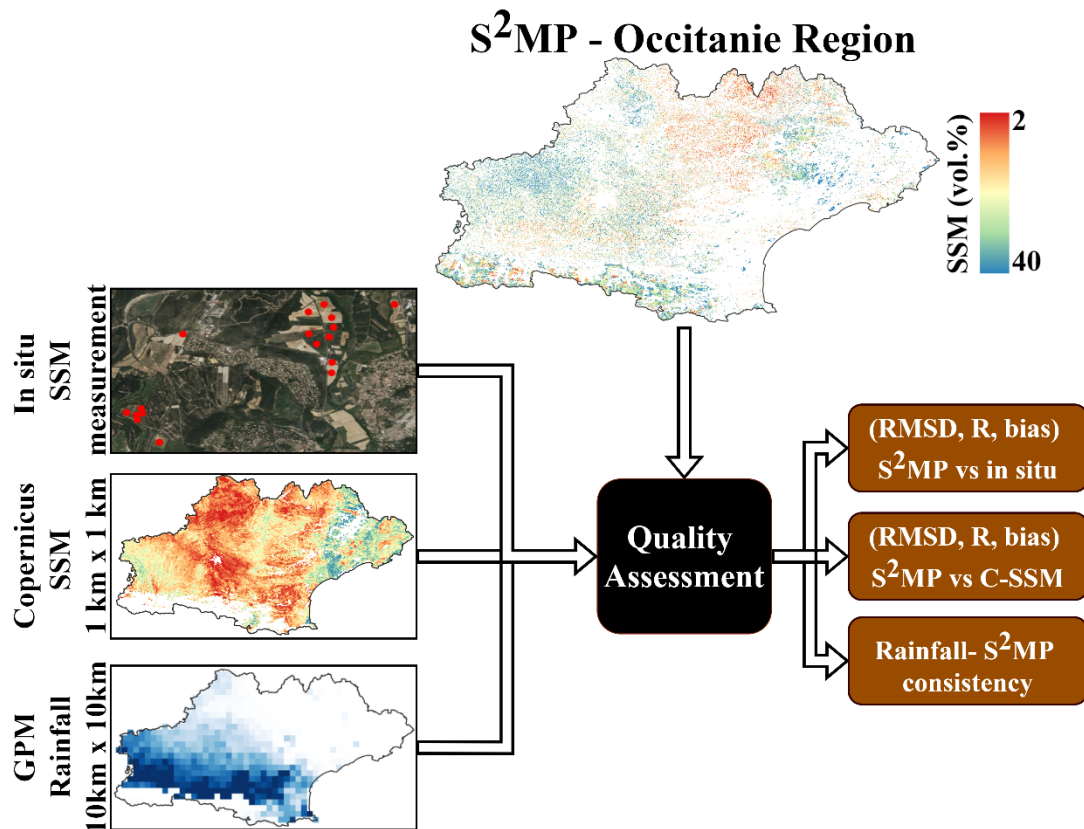 S²MP - Occitanie Region
SSM (vol.%)
2
40
In situ
SSM
measurement
Copernicus
SSM
1 km x 1 km
GPM
Rainfall
10km x 10km
Quality
Assessment
(RMSD, R, bias)
S²MP vs in situ
(RMSD, R, bias)
S²MP vs C-SSM
Rainfall- S²MP
consistency